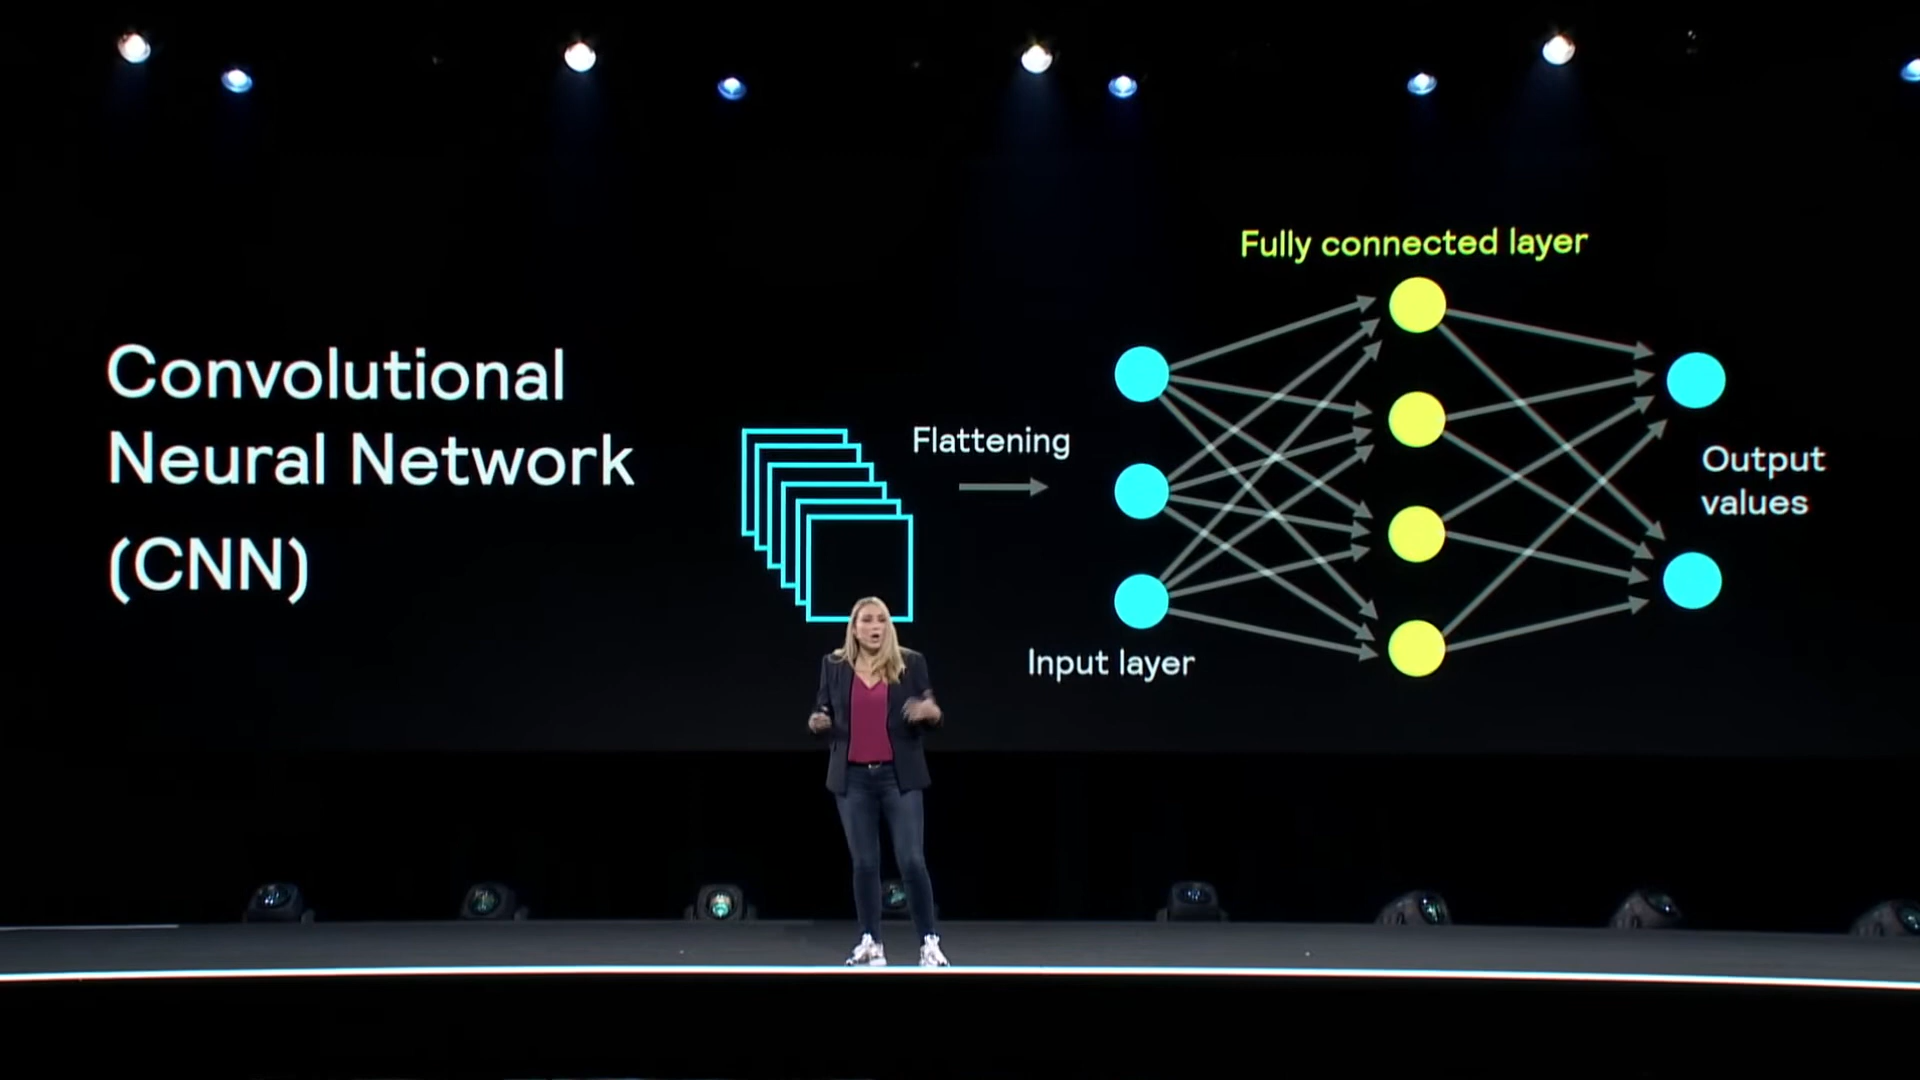 Convolutional
Neural Network
(CNN)
Flattening
Input layer
Fully connected layer
Output
values